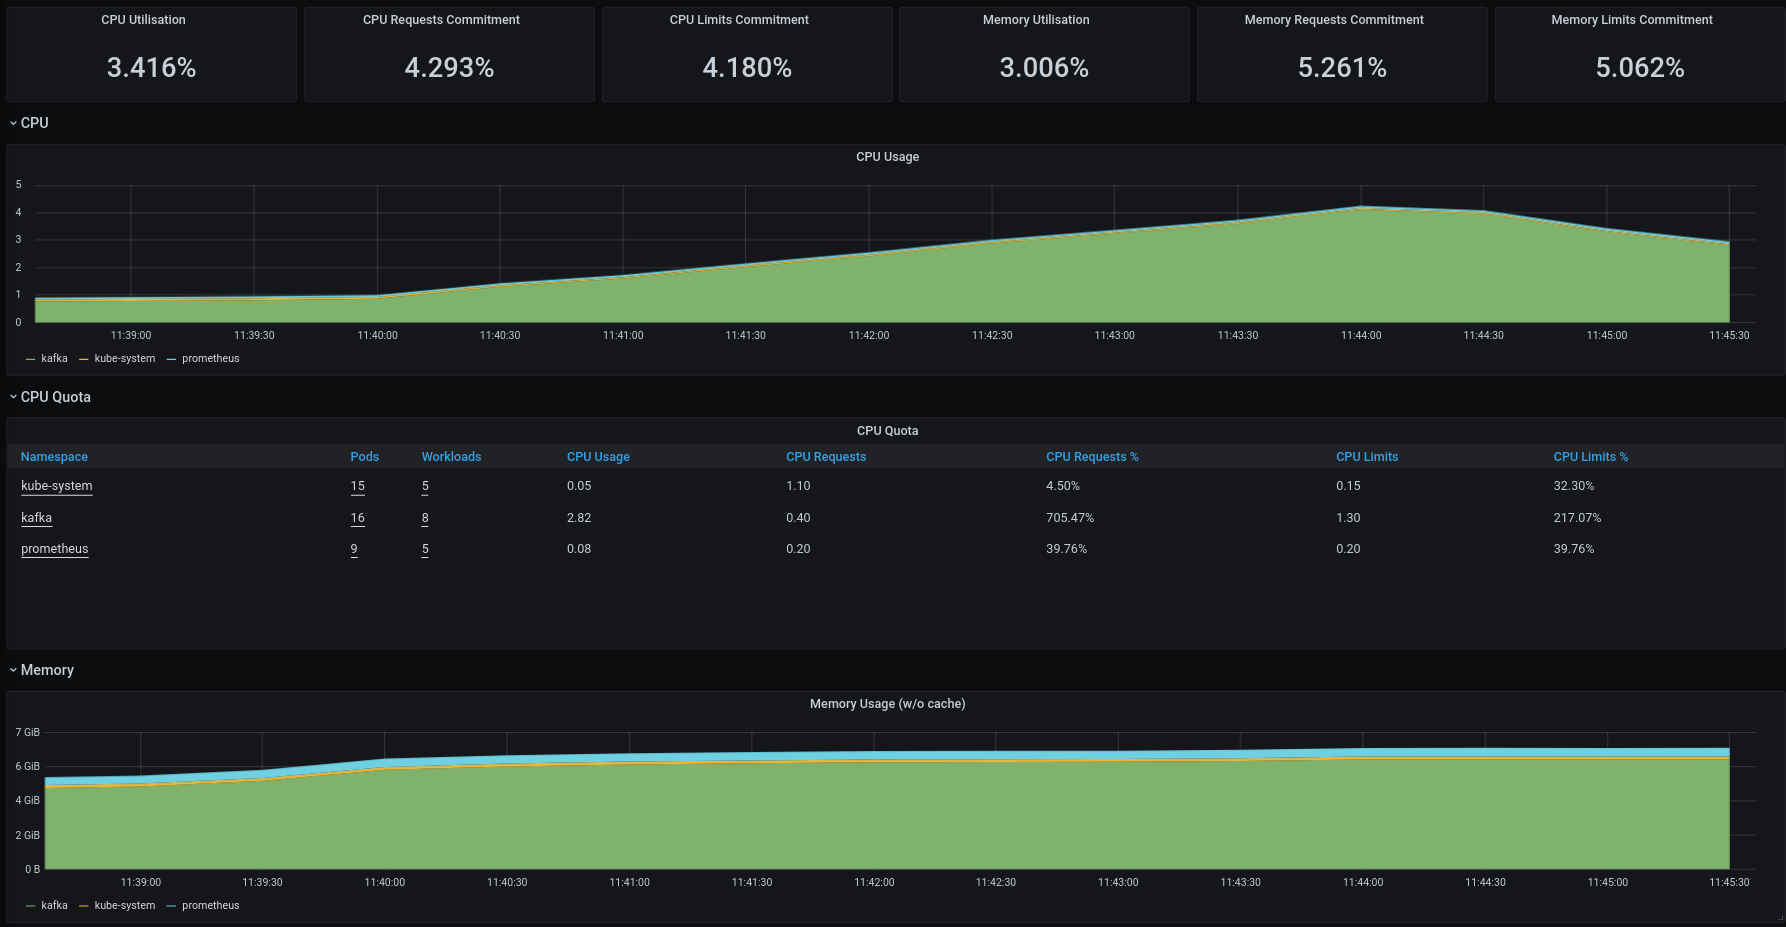 CPU Utilisation CPU Requests Commitment CPU Limits Commitment Memory Utilisation Memory Requests Commitment Memory Limits Commitment
3.416% 4.293% 4.180% 3.006% 5.261% 5.062%
CPU
CPU Usage
5
4
3
2
1
0
11:39:00 11:39:30 11:40:00 11:40:30 11:41:00 11:41:30 11:42:00 11:42:30 11:43:00 11:43:30 11:44:00 11:44:30 11:45:00 11:45:30
kafka kube-system prometheus
CPU Quota
CPU Quota
Namespace Pods Workloads CPU Usage CPU Requests CPU Requests % CPU Limits CPU Limits %
kube-system 15 5 0.05 1.10 4.50% 0.15 32.30%
kafka 16 8 2.82 0.40 705.47% 1.30 217.07%
prometheus 9 5 0.08 0.20 39.76% 0.20 39.76%
Memory
Memory Usage (w/o cache)
7 GiB
6 GiB
4 GiB
2 GiB
0 B
11:39:00 11:39:30 11:40:00 11:40:30 11:41:00 11:41:30 11:42:00 11:42:30 11:43:00 11:43:30 11:44:00 11:44:30 11:45:00 11:45:30
kafka kube-system prometheus